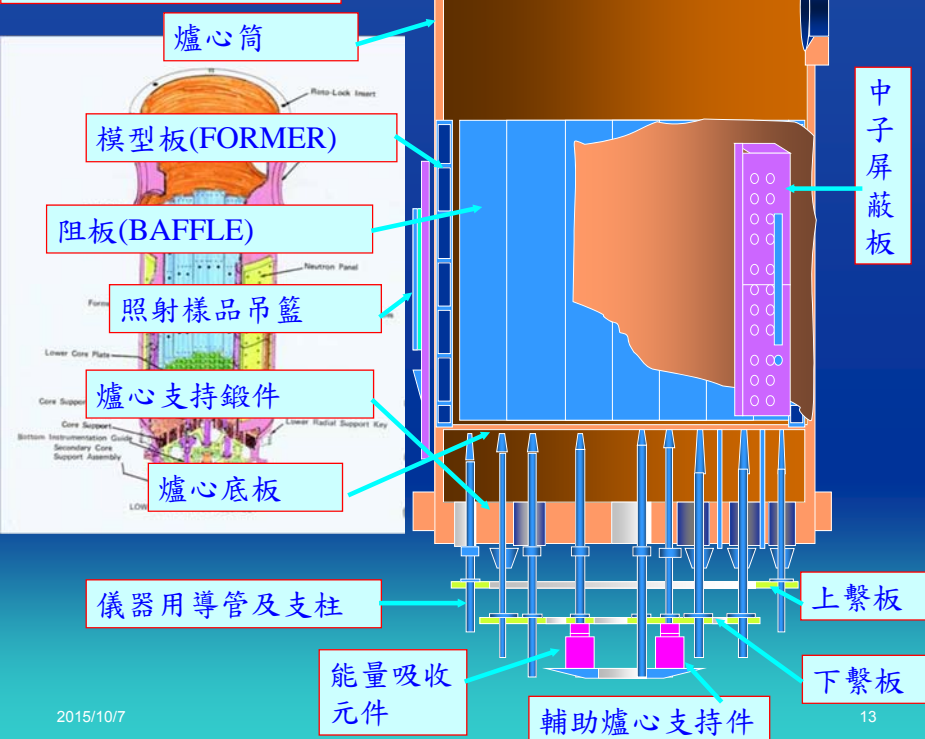 爐心筒
Roto-Lock Insert
模型板(FORMER)
中
子
屏
蔽
板
阻板(BAFFLE)
Neutron Panel
照射樣品吊籃
Lower Core Plate
爐心支持鍛件
Core Support
Lower Radial Support Key
Bottom Instrumentation Guide
Secondary Core
Support Assembly
爐心底板
儀器用導管及支柱
上繫板
能量吸收
元件
下繫板
輔助爐心支持件
2015/10/7
13